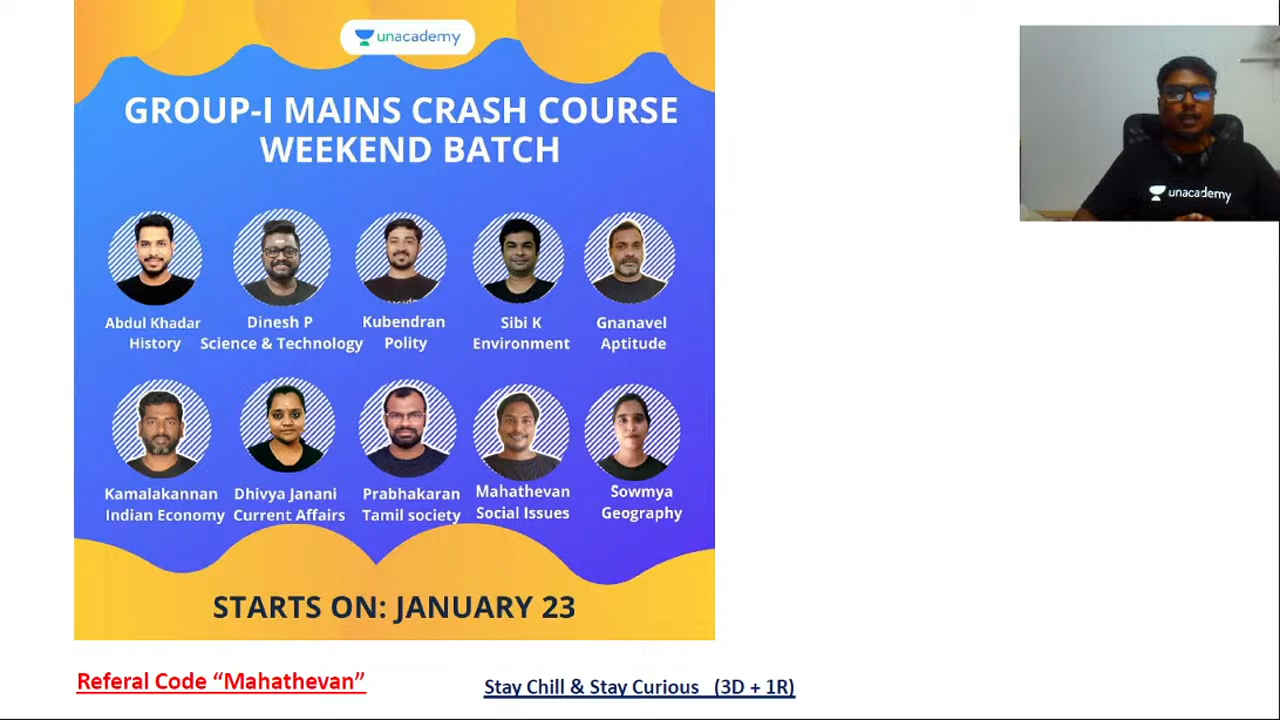 unacademy
GROUP-I MAINS CRASH COURSE
WEEKEND BATCH
Abdul Khadar
History
Dinesh P
Science & Technology
Kubendran
Polity
Sibi K
Environment
Gnanavel
Aptitude
Kamalakannan
Indian Economy
Dhivya Janani
Current Affairs
Prabhakaran
Tamil society
Mahathevan
Social Issues
Sowmya
Geography
STARTS ON: JANUARY 23
Referal Code “Mahathevan”
Stay Chill & Stay Curious (3D + 1R)
unacademy